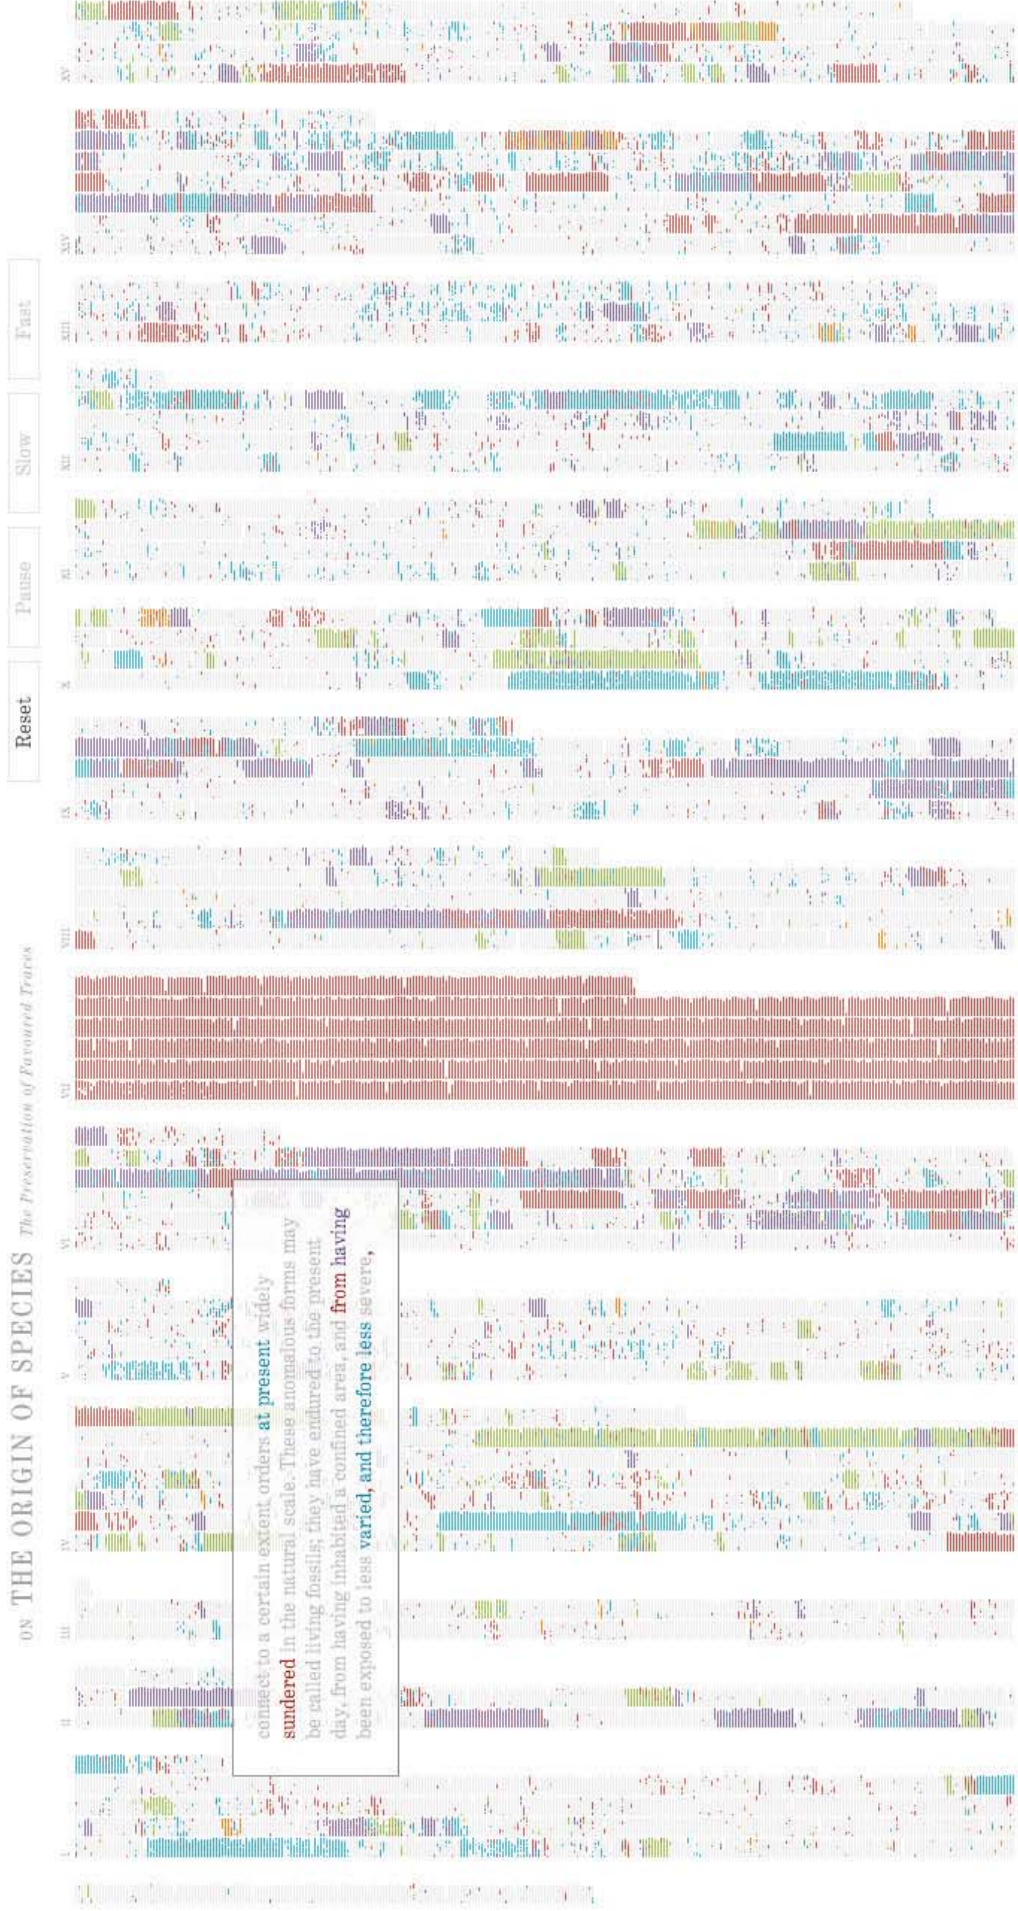 ON THE ORIGIN OF SPECIES The Preservation of Favoured Traces
Reset
Pause
Slow
Fast
I
II
III
IV
V
VI
VII
VIII
IX
X
XI
XII
XIII
XIV
XV
connect to a certain extent orders at present widely
sundered in the natural scale. These anomalous forms may
be called living fossils; they have endured to the present
day, from having inhabited a confined area, and from having
been exposed to less varied, and therefore less severe,